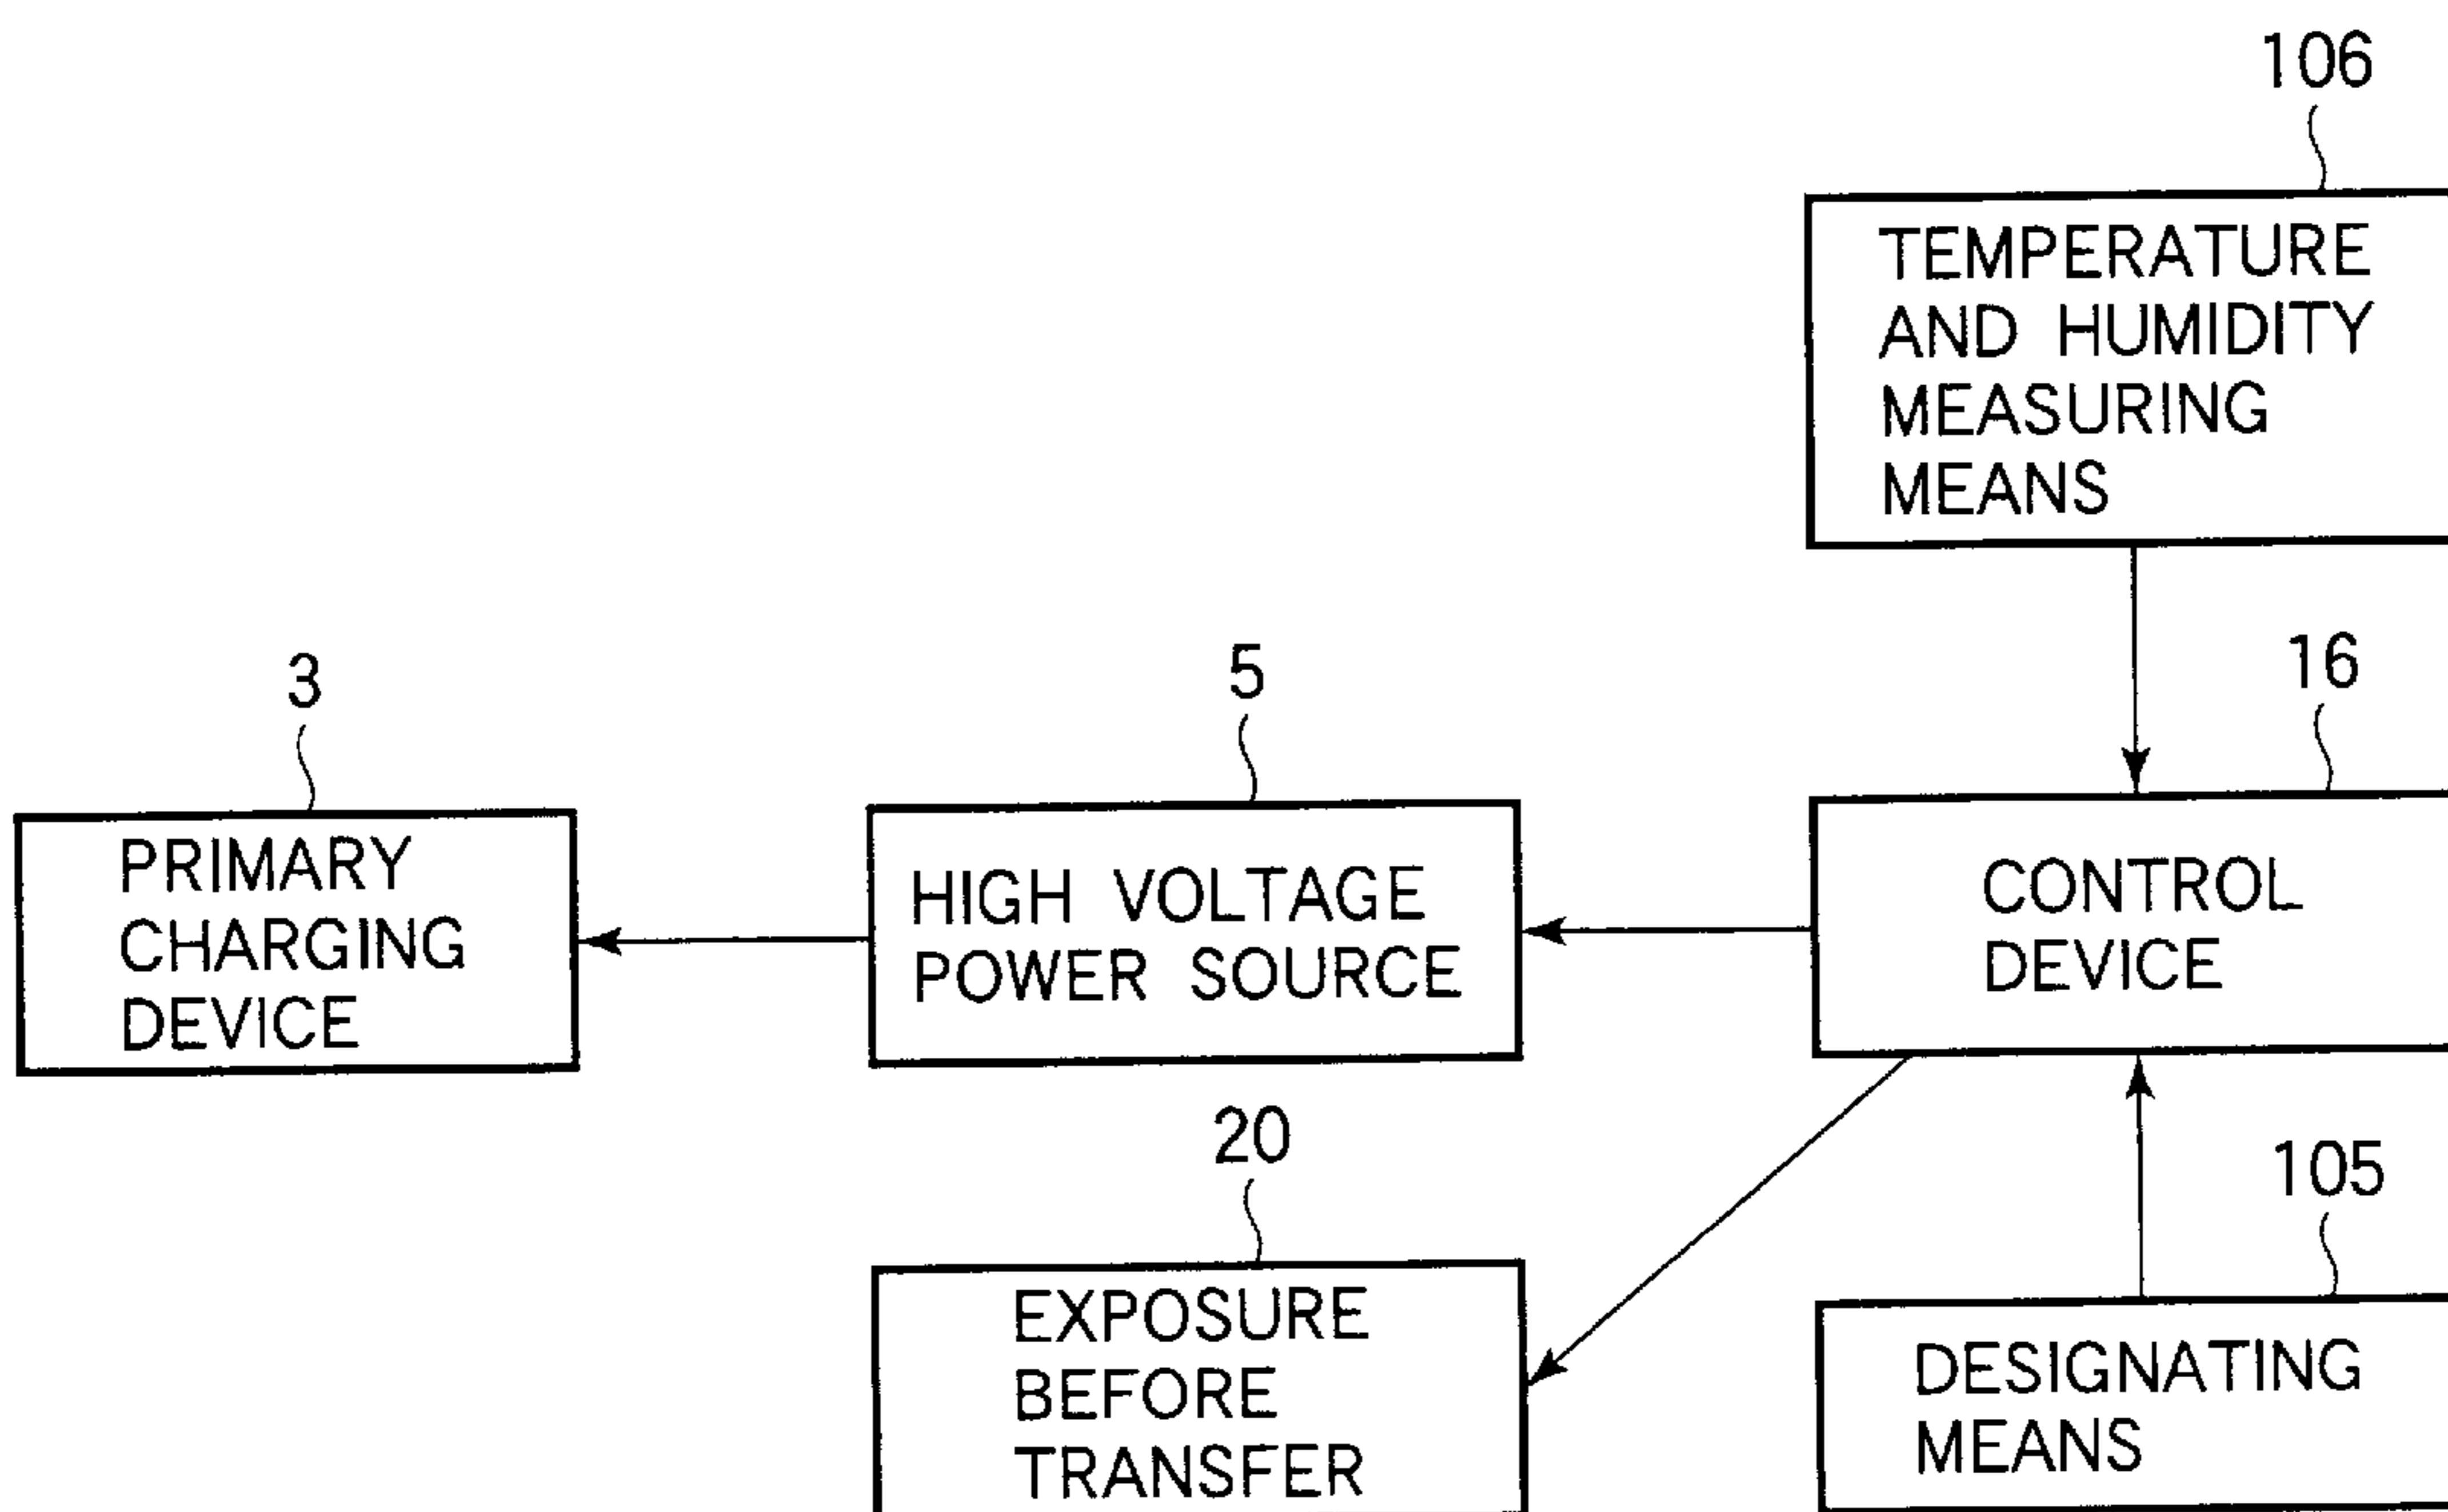 106
TEMPERATURE
AND HUMIDITY
MEASURING
MEANS
3
5
16
PRIMARY
CHARGING
DEVICE
HIGH VOLTAGE
POWER SOURCE
CONTROL
DEVICE
20
105
EXPOSURE
BEFORE
TRANSFER
DESIGNATING
MEANS